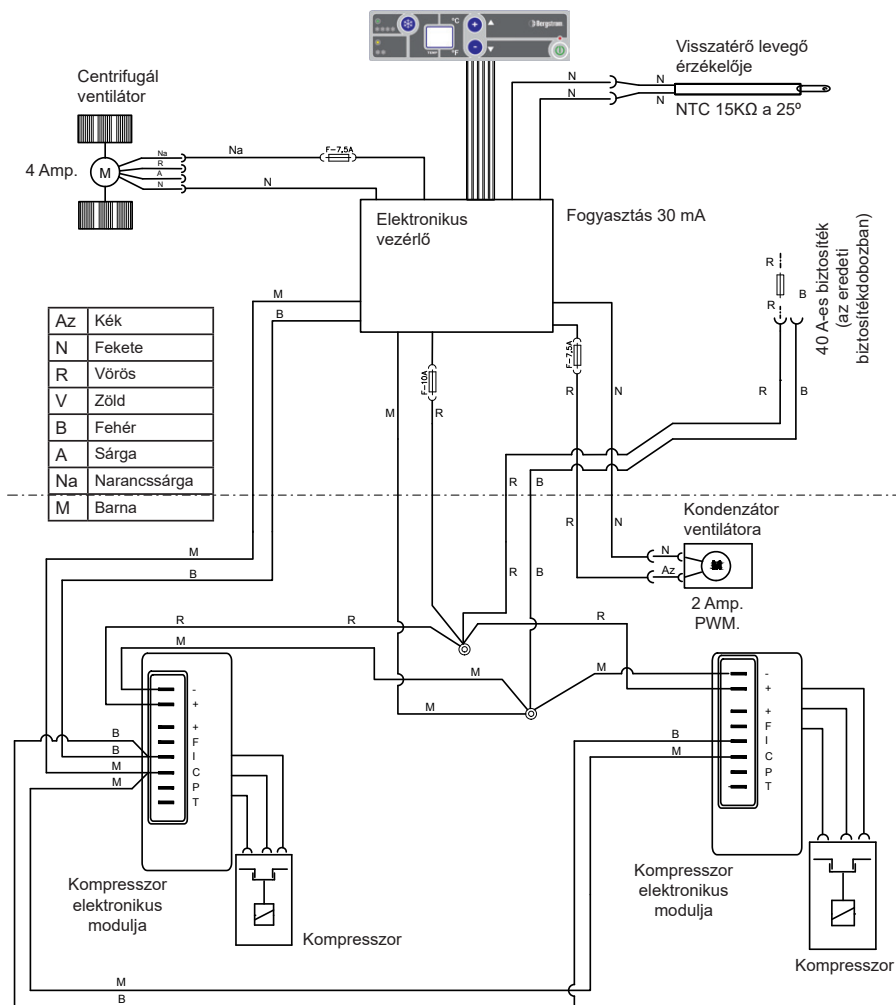 °C
Bergstrom
°F
TEMP
Centrifugál
ventilátor
4 Amp.
M
Na
R
A
N
Na
N
F-7,5A
N
N
N
N
Visszatérő levegő
érzékelője
NTC 15KΩ a 25º
Elektronikus
vezérlő
Fogyasztás 30 mA
R
R
B
40 A-es biztosíték
(az eredeti
biztosítékdobozban)
M
B
Az Kék
N Fekete
R Vörös
V Zöld
B Fehér
A Sárga
Na Narancssárga
M Barna
F-10A
F-7,5A
M
R
R
N
R
B
R
B
R
N
M
B
R
B
Kondenzátor
ventilátora
N
Az
2 Amp.
PWM.
R
R
R
M
M
M
M
-
+
+
F
I
C
P
T
B
B
M
M
-
+
+
F
I
C
P
T
B
M
Kompresszor
elektronikus
modulja
Kompresszor
Kompresszor
elektronikus
modulja
Kompresszor
M
B